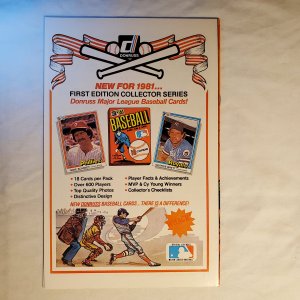 DONRUSS
NEW FOR 1981...
FIRST EDITION COLLECTOR SERIES
Donruss Major League Baseball Cards!
BASEBALL
• 18 Cards per Pack
• Over 600 Players
• Top Quality Photos
• Distinctive Design
• Player Facts & Achievements
• MVP & Cy Young Winners
• Collector's Checklists
NEW DONRUSS BASEBALL CARDS... THERE IS A DIFFERENCE!